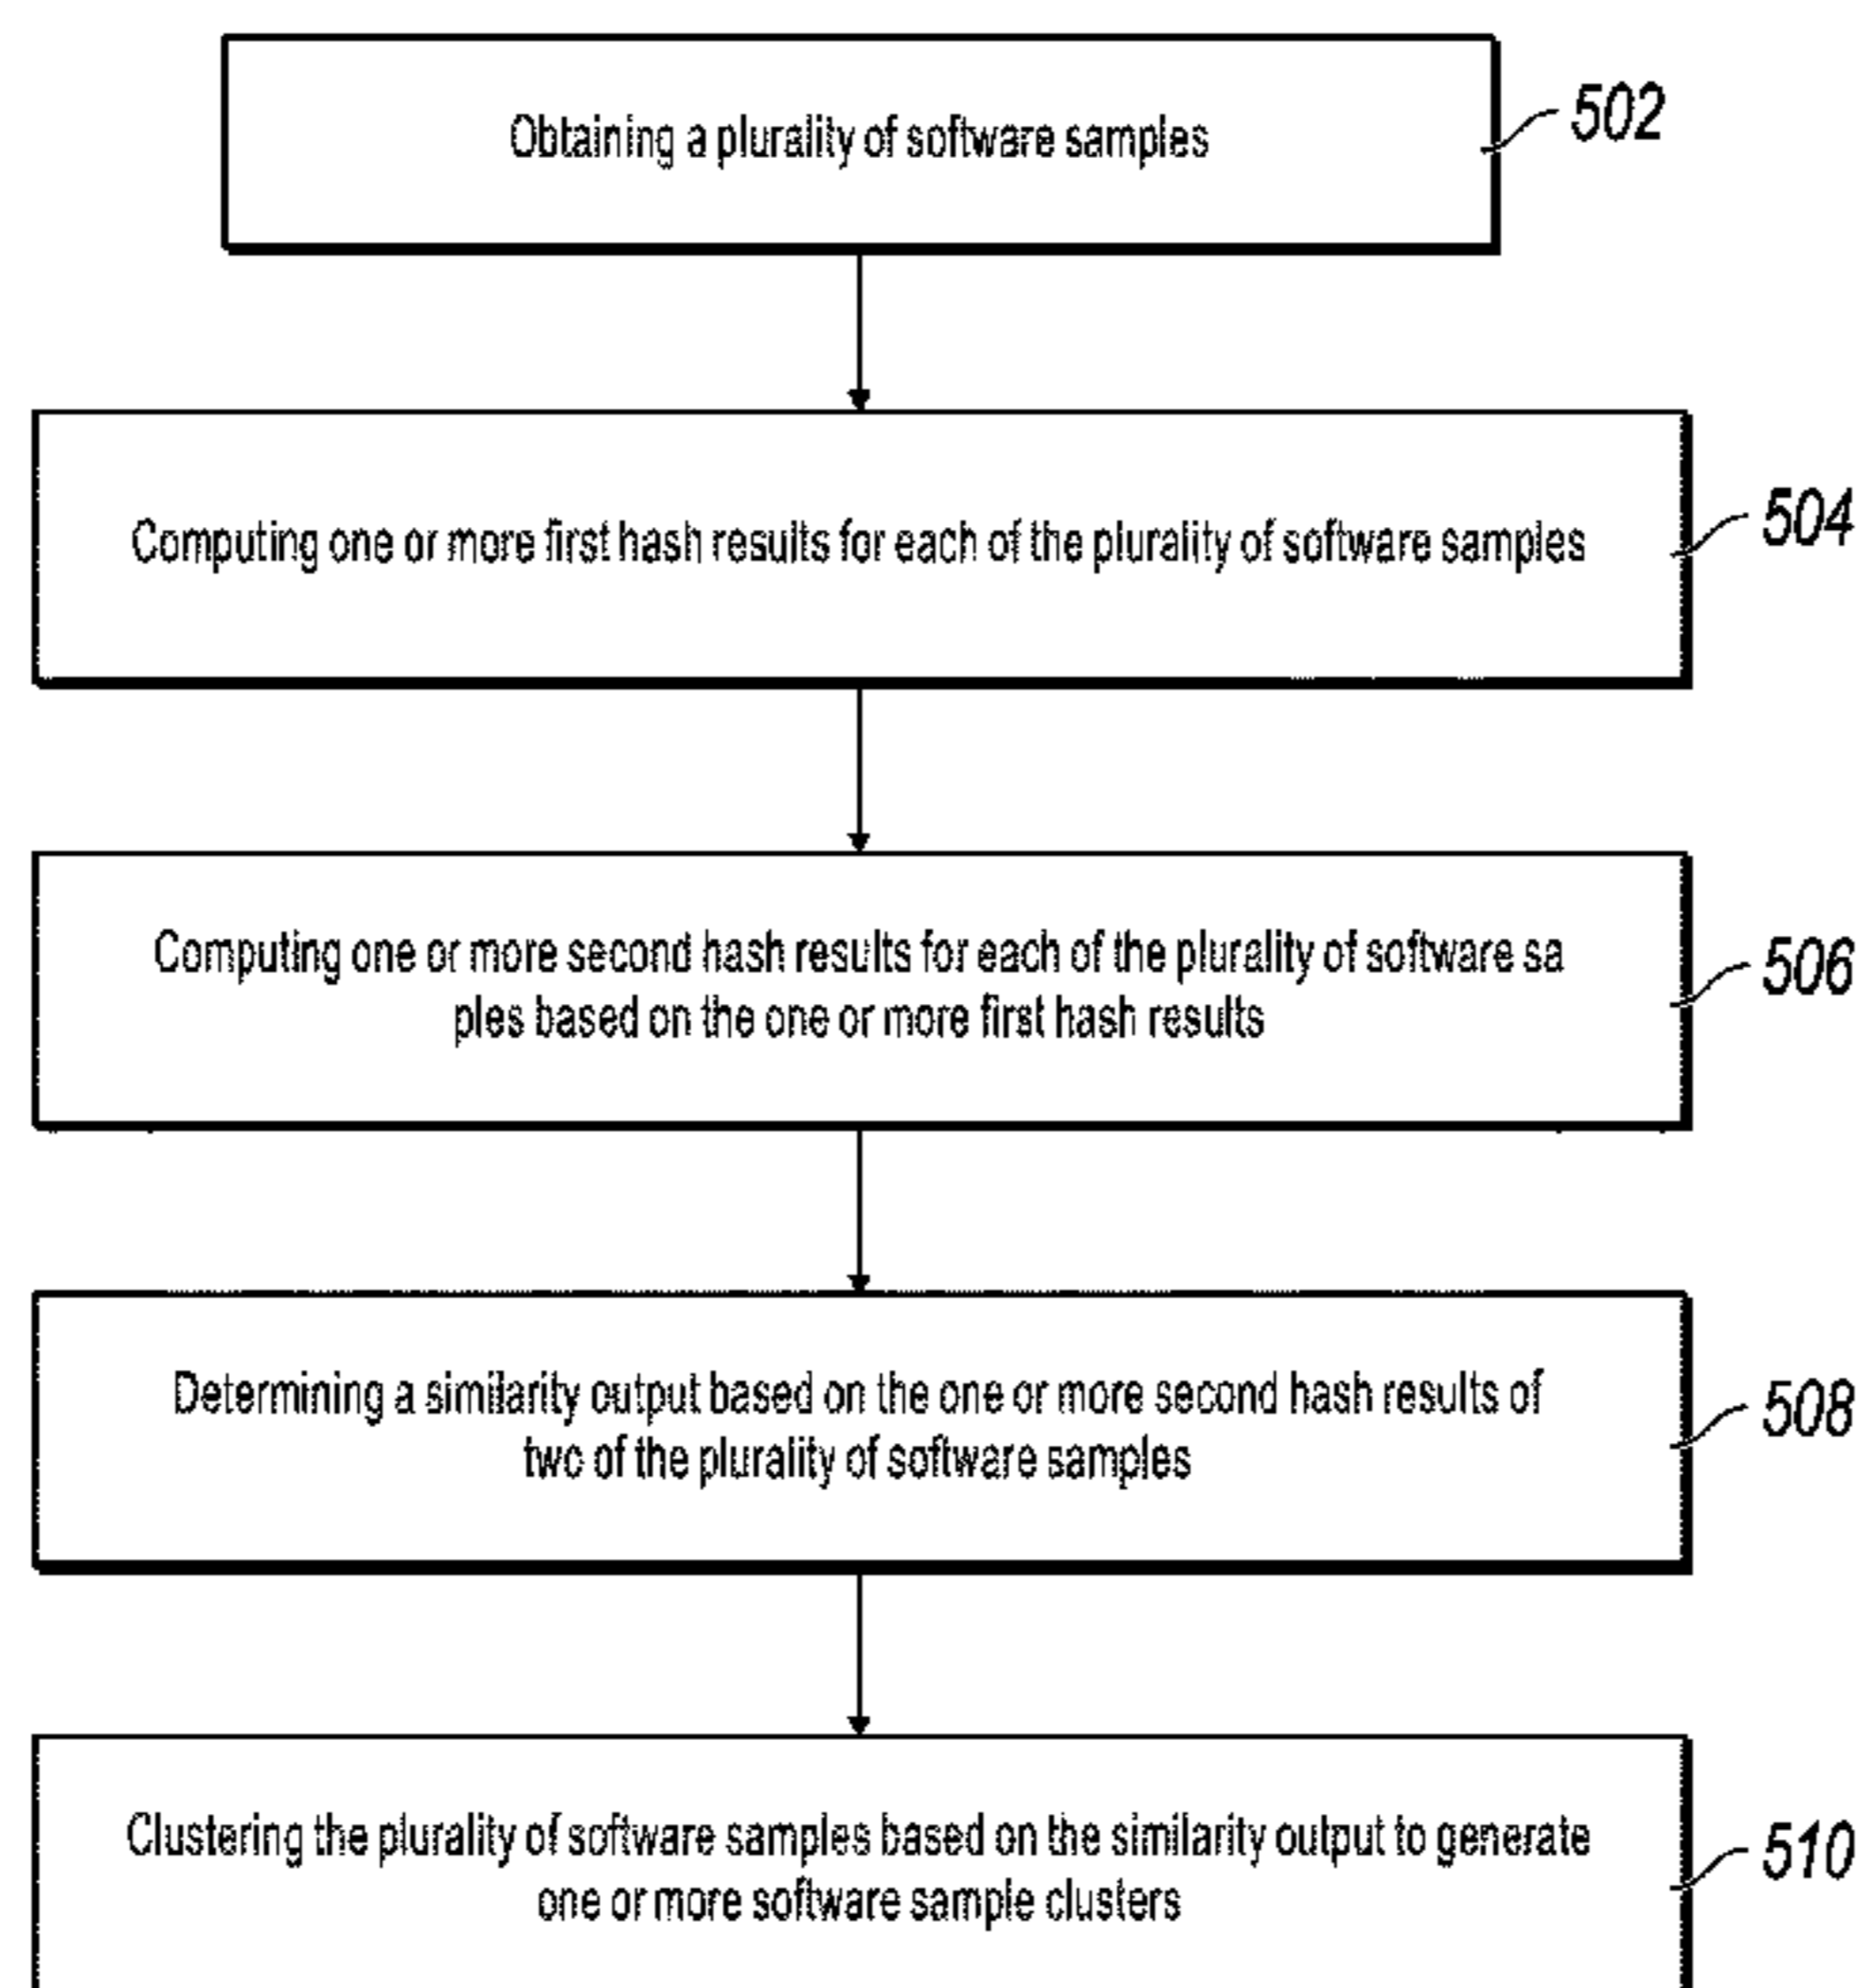 Obtaining a plurality of software samples
502
Computing one or more first hash results for each of the plurality of software samples
504
Computing one or more second hash results for each of the plurality of software sa
ples based on the one or more first hash results
506
Determining a similarity output based on the one or more second hash results of
two of the plurality of software samples
508
Clustering the plurality of software samples based on the similarity output to generate
one or more software sample clusters
510